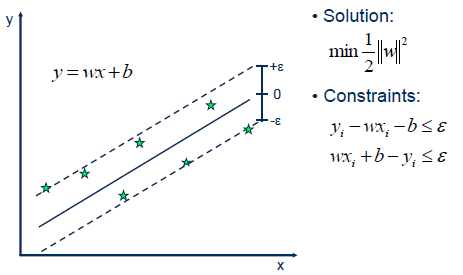 y
y = wx + b
+ε
0
-ε
x
• Solution:
min 1/2 ||w||²
• Constraints:
yᵢ − wxᵢ − b ≤ ε
wxᵢ + b − yᵢ ≤ ε